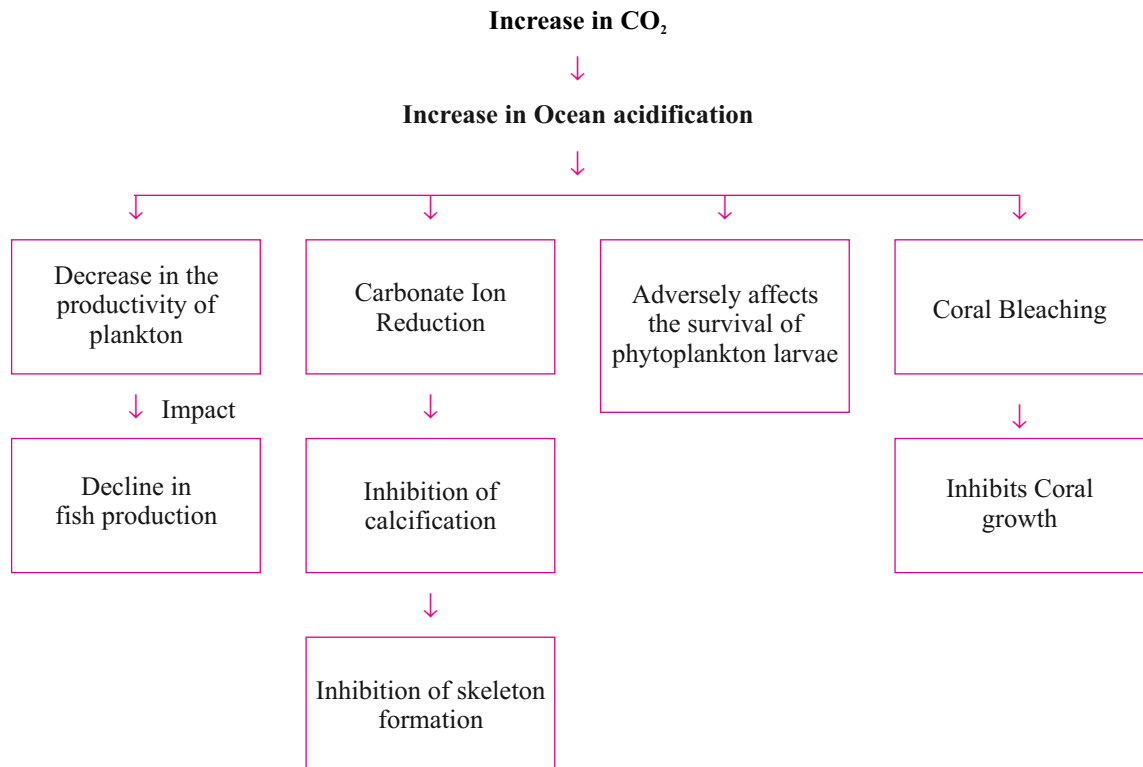 Increase in CO₂
Increase in Ocean acidification
Decrease in the
productivity of
plankton
Carbonate Ion
Reduction
Adversely affects
the survival of
phytoplankton larvae
Coral Bleaching
Impact
Decline in
fish production
Inhibition of
calcification
Inhibits Coral
growth
Inhibition of skeleton
formation